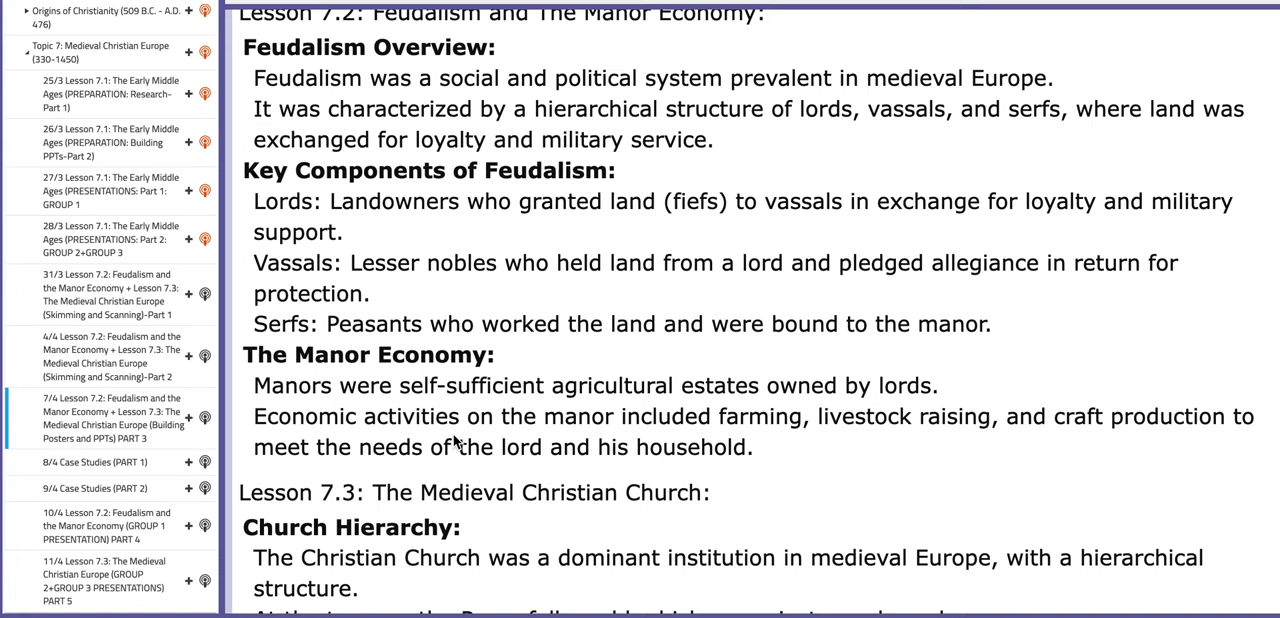 Origins of Christianity (509 B.C. - A.D.
476)
Topic 7: Medieval Christian Europe
(330-1450)
25/3 Lesson 7.1: The Early Middle
Ages (PREPARATION: Research-
Part 1)
26/3 Lesson 7.1: The Early Middle
Ages (PREPARATION: Building
PPTs-Part 2)
27/3 Lesson 7.1: The Early Middle
Ages (PRESENTATIONS: Part 1:
GROUP 1
28/3 Lesson 7.1: The Early Middle
Ages (PRESENTATIONS: Part 2:
GROUP 2+GROUP 3
31/3 Lesson 7.2: Feudalism and
the Manor Economy + Lesson 7.3:
The Medieval Christian Europe
(Skimming and Scanning)-Part 1
4/4 Lesson 7.2: Feudalism and the
Manor Economy + Lesson 7.3: The
Medieval Christian Europe
(Skimming and Scanning)-Part 2
7/4 Lesson 7.2: Feudalism and the
Manor Economy + Lesson 7.3: The
Medieval Christian Europe (Building
Posters and PPTs) PART 3
8/4 Case Studies (PART 1)
9/4 Case Studies (PART 2)
10/4 Lesson 7.2: Feudalism and
the Manor Economy (GROUP 1
PRESENTATION) PART 4
11/4 Lesson 7.3: The Medieval
Christian Europe (GROUP
2+GROUP 3 PRESENTATIONS)
PART 5
Lesson 7.2: Feudalism and The Manor Economy:
Feudalism Overview:
Feudalism was a social and political system prevalent in medieval Europe.
It was characterized by a hierarchical structure of lords, vassals, and serfs, where land was
exchanged for loyalty and military service.
Key Components of Feudalism:
Lords: Landowners who granted land (fiefs) to vassals in exchange for loyalty and military
support.
Vassals: Lesser nobles who held land from a lord and pledged allegiance in return for
protection.
Serfs: Peasants who worked the land and were bound to the manor.
The Manor Economy:
Manors were self-sufficient agricultural estates owned by lords.
Economic activities on the manor included farming, livestock raising, and craft production to
meet the needs of the lord and his household.
Lesson 7.3: The Medieval Christian Church:
Church Hierarchy:
The Christian Church was a dominant institution in medieval Europe, with a hierarchical
structure.